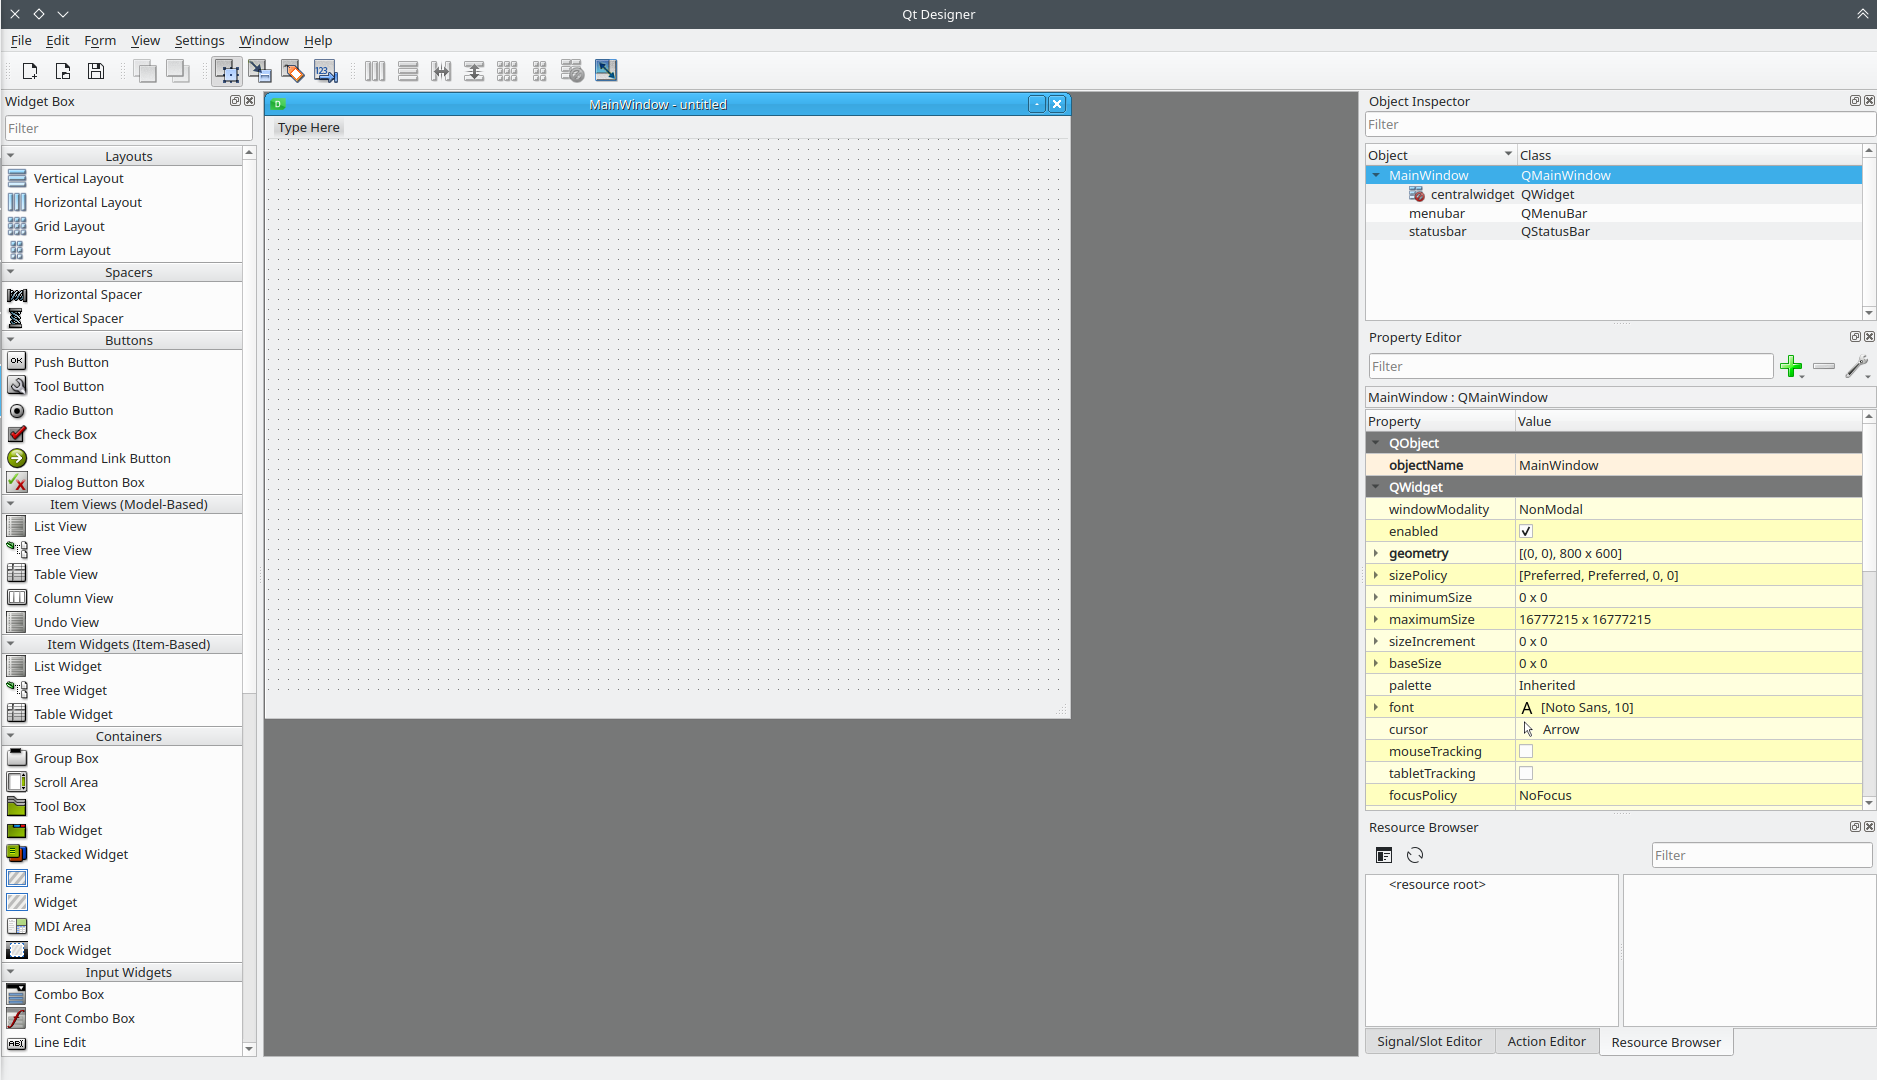 Qt Designer
File Edit Form View Settings Window Help
Widget Box
Filter
Layouts
Vertical Layout
Horizontal Layout
Grid Layout
Form Layout
Spacers
Horizontal Spacer
Vertical Spacer
Buttons
Push Button
Tool Button
Radio Button
Check Box
Command Link Button
Dialog Button Box
Item Views (Model-Based)
List View
Tree View
Table View
Column View
Undo View
Item Widgets (Item-Based)
List Widget
Tree Widget
Table Widget
Containers
Group Box
Scroll Area
Tool Box
Tab Widget
Stacked Widget
Frame
Widget
MDI Area
Dock Widget
Input Widgets
Combo Box
Font Combo Box
Line Edit
MainWindow - untitled
Type Here
Object Inspector
Filter
Object Class
MainWindow QMainWindow
centralwidget QWidget
menubar QMenuBar
statusbar QStatusBar
Property Editor
Filter
MainWindow : QMainWindow
Property Value
QObject
objectName MainWindow
QWidget
windowModality NonModal
enabled
geometry [(0, 0), 800 x 600]
sizePolicy [Preferred, Preferred, 0, 0]
minimumSize 0 x 0
maximumSize 16777215 x 16777215
sizeIncrement 0 x 0
baseSize 0 x 0
palette Inherited
font A [Noto Sans, 10]
cursor Arrow
mouseTracking
tabletTracking
focusPolicy NoFocus
Resource Browser
Filter
<resource root>
Signal/Slot Editor Action Editor Resource Browser